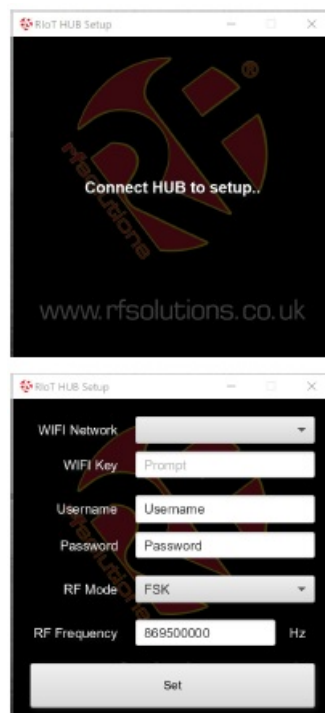 RIoT HUB Setup
®
rfsolutions
Connect HUB to setup..
www.rfsolutions.co.uk
RIoT HUB Setup
WIFI Network
WIFI Key Prompt
Username Username
Password Password
RF Mode FSK
RF Frequency 869500000 Hz
Set